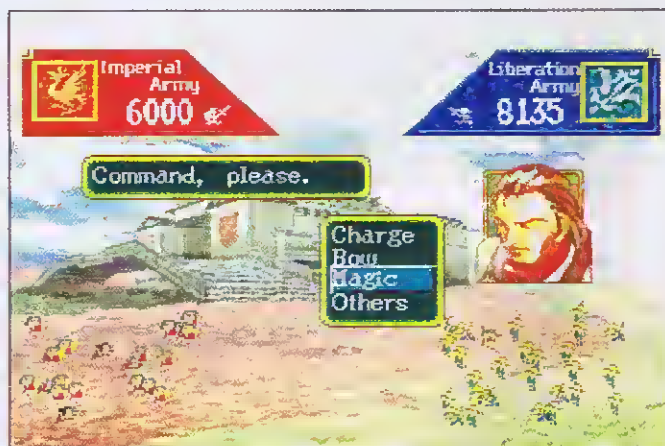 Imperial
Army
6000
Liberation
Army
8135
Command, please.
Charge
Bow
Magic
Others